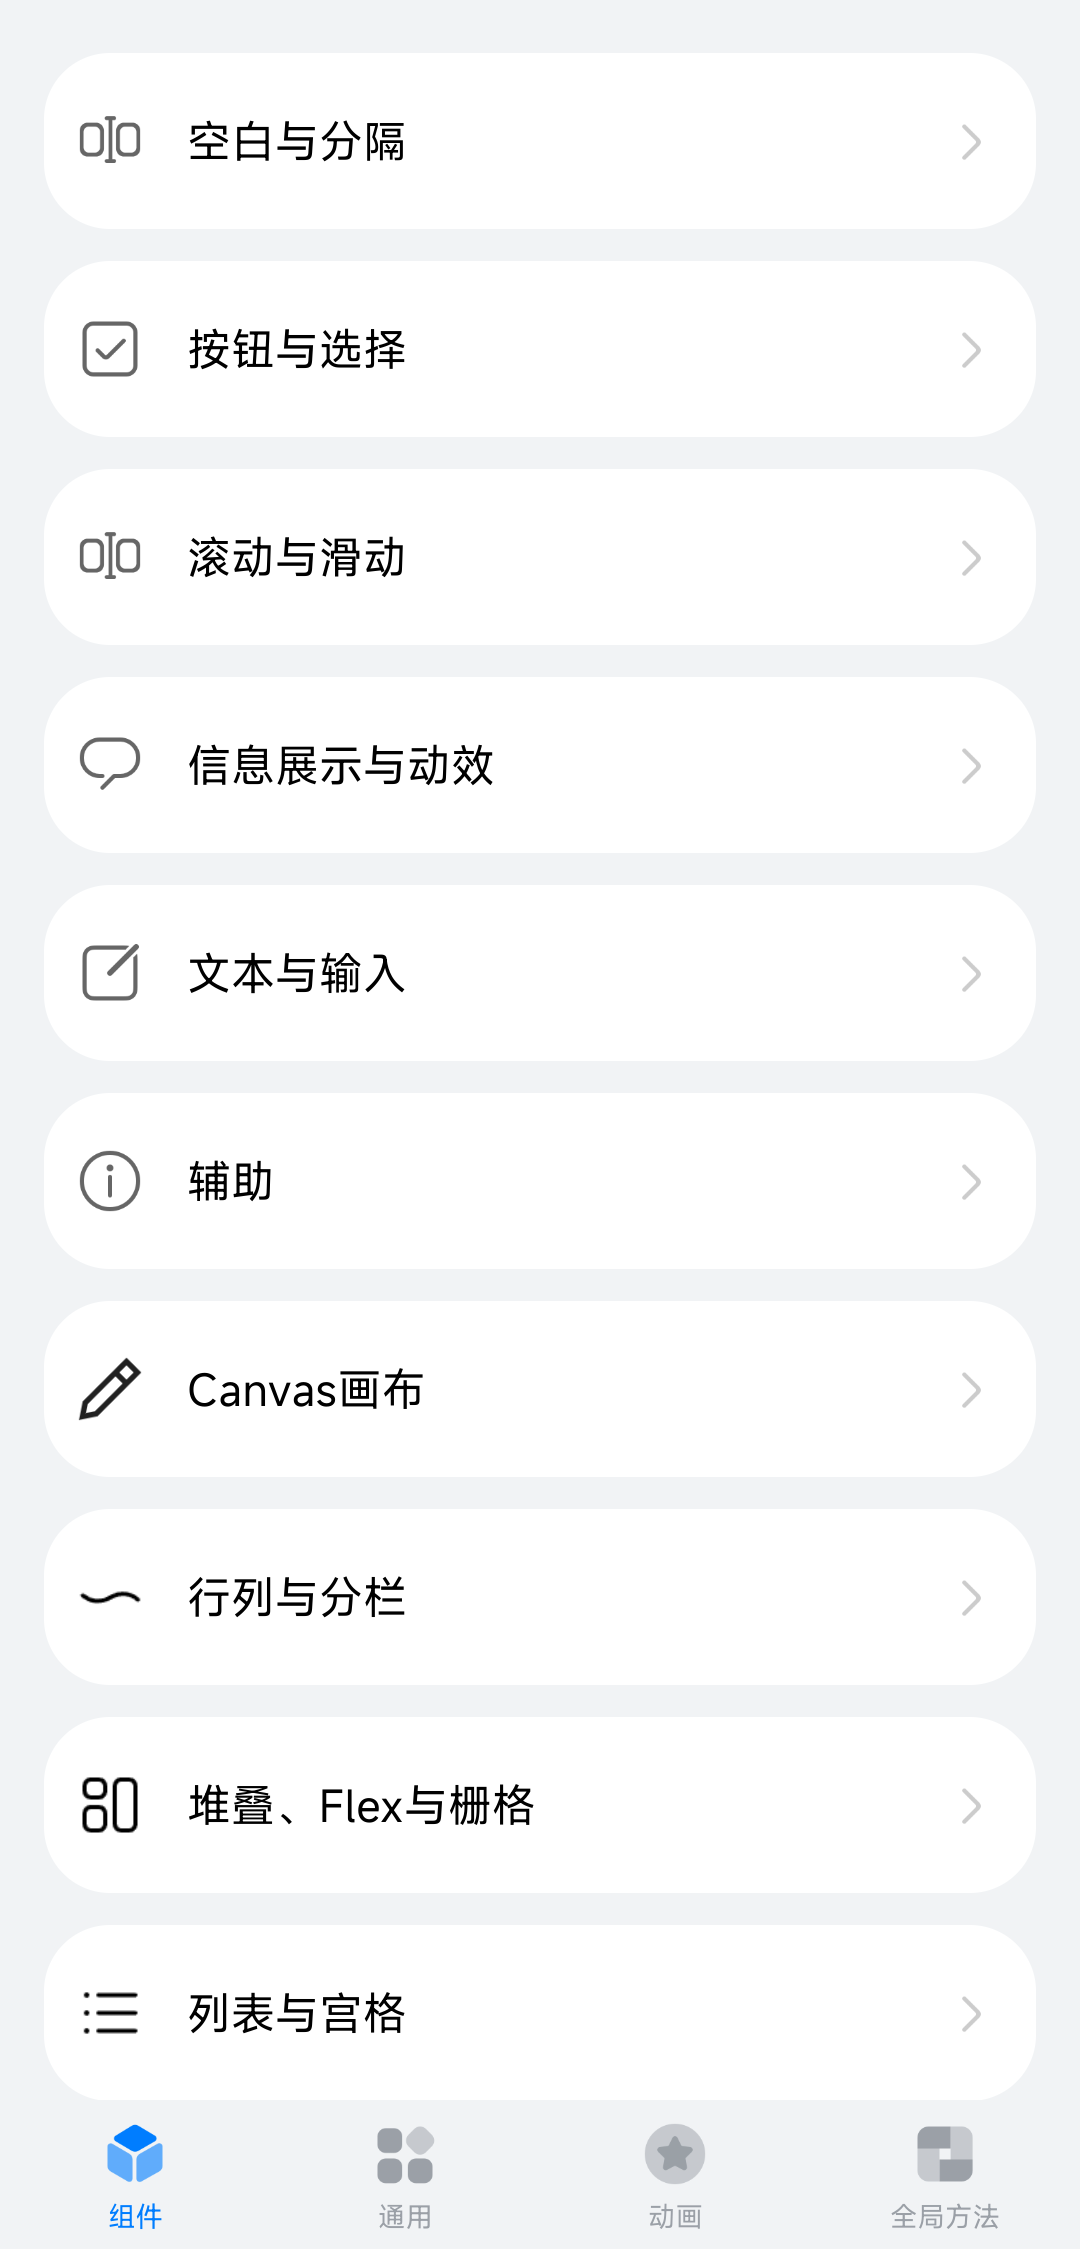 空白与分隔
按钮与选择
滚动与滑动
信息展示与动效
文本与输入
辅助
Canvas画布
行列与分栏
堆叠、Flex与栅格
列表与宫格
组件
通用
动画
全局方法